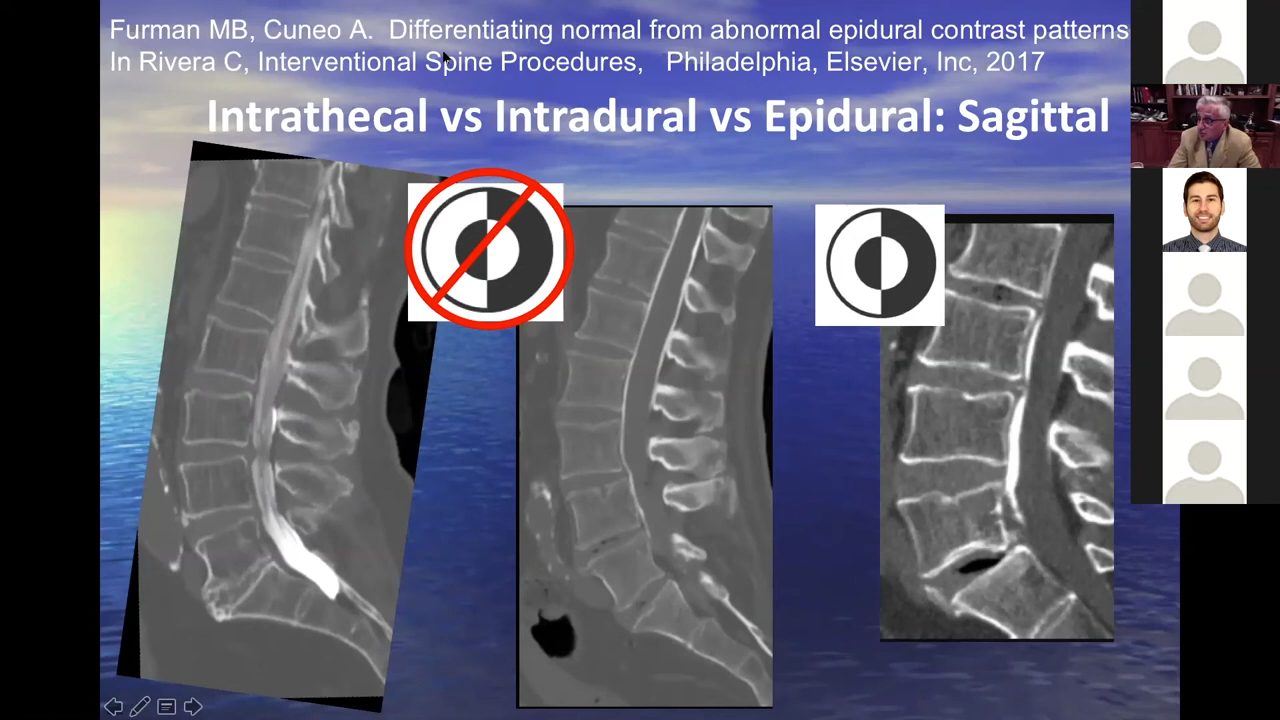 Furman MB, Cuneo A. Differentiating normal from abnormal epidural contrast patterns
In Rivera C, Interventional Spine Procedures, Philadelphia, Elsevier, Inc, 2017
Intrathecal vs Intradural vs Epidural: Sagittal